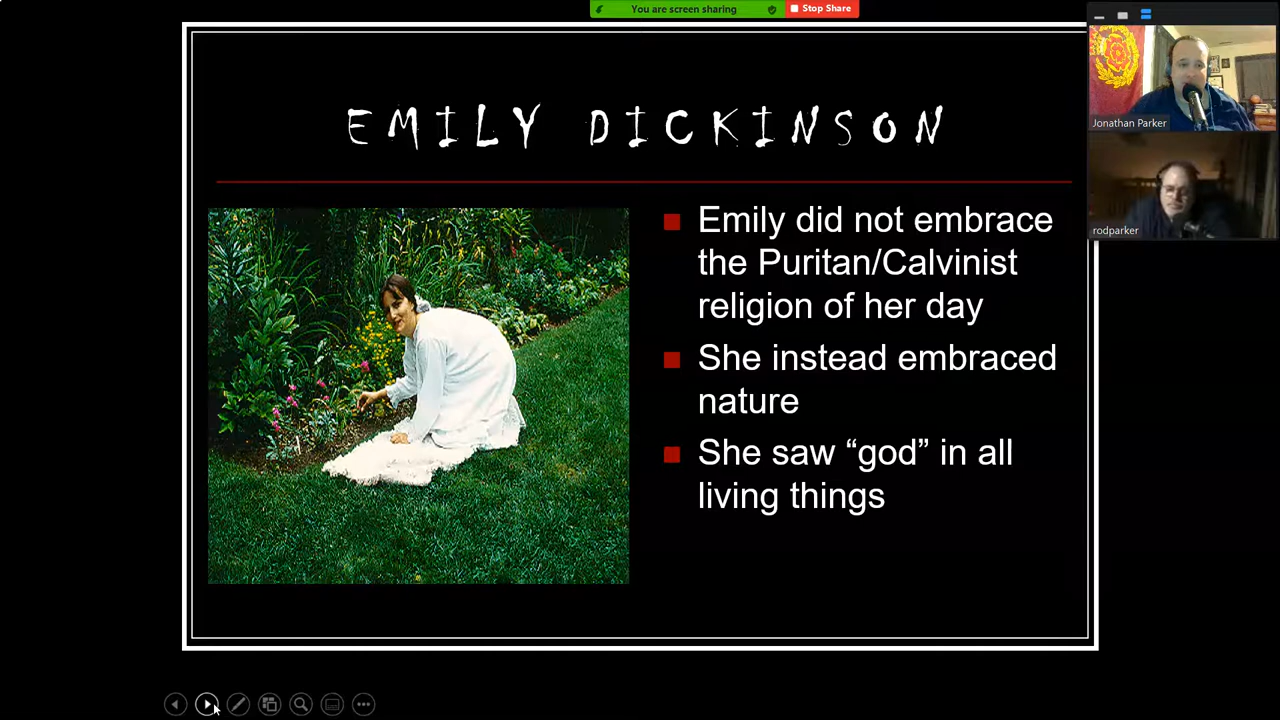 You are screen sharing
Stop Share
EMILY DICKINSON
Emily did not embrace
the Puritan/Calvinist
religion of her day
She instead embraced
nature
She saw “god” in all
living things
Jonathan Parker
rodparker